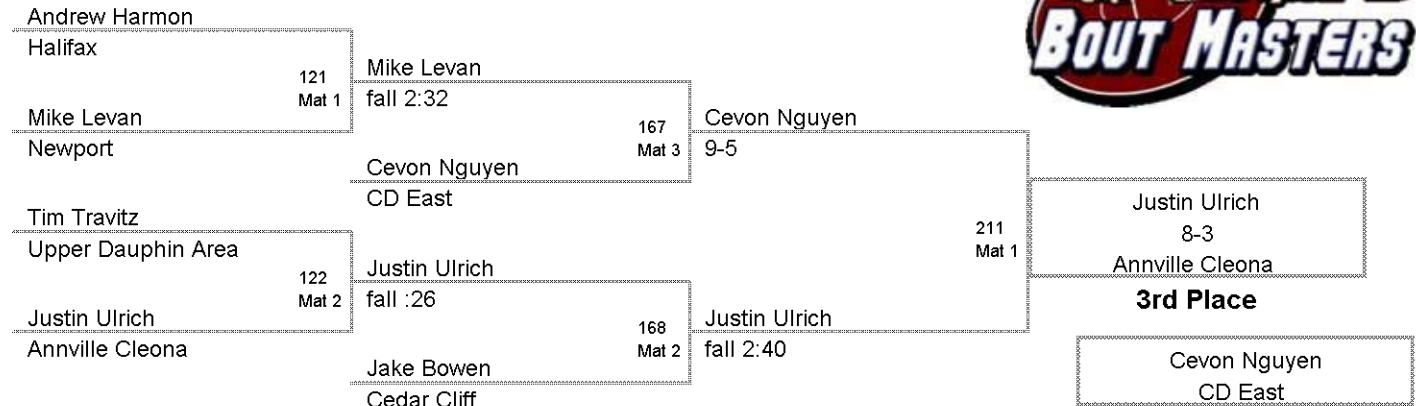 BOUT MASTERS
Andrew Harmon
Halifax
121
Mat 1
Mike Levan
Newport
Mike Levan
fall 2:32
167
Mat 3
Cevon Nguyen
CD East
Cevon Nguyen
9-5
Tim Travitz
Upper Dauphin Area
122
Mat 2
Justin Ulrich
Annville Cleona
Justin Ulrich
fall :26
168
Mat 2
Jake Bowen
Cedar Cliff
Justin Ulrich
fall 2:40
211
Mat 1
Justin Ulrich
8-3
Annville Cleona
3rd Place
Cevon Nguyen
CD East